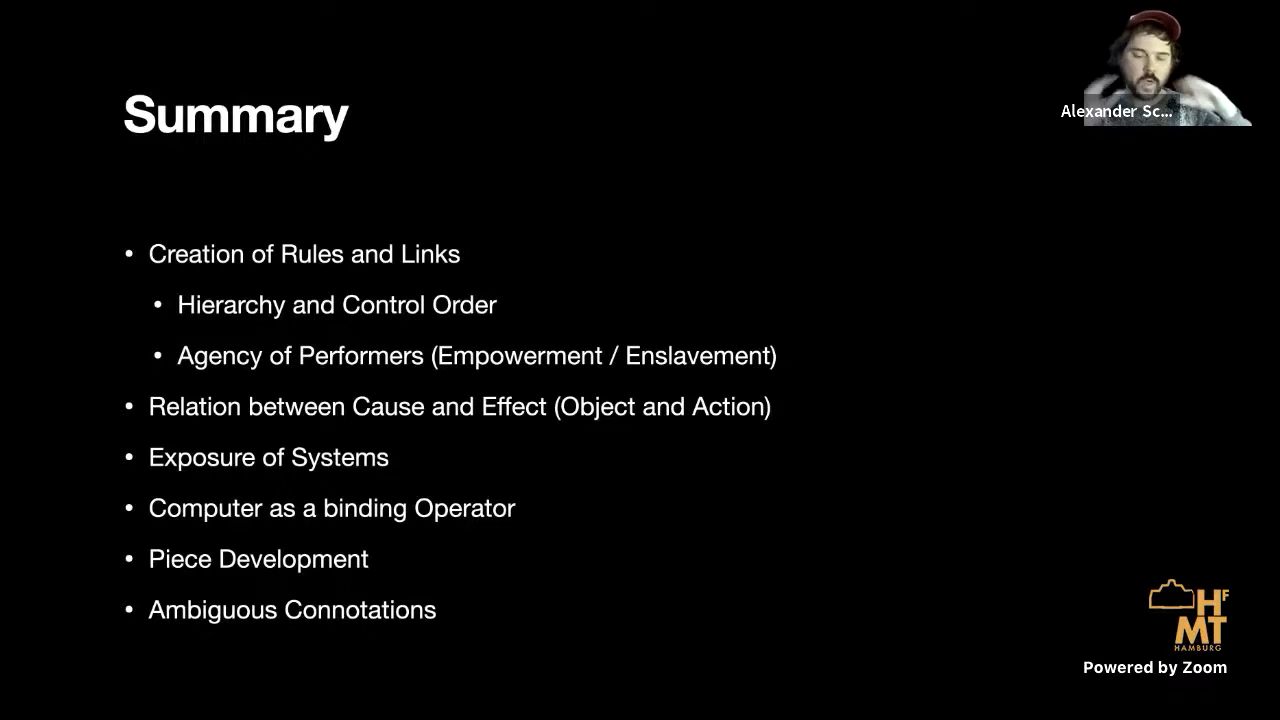 Summary
Alexander Sc...
• Creation of Rules and Links
• Hierarchy and Control Order
• Agency of Performers (Empowerment / Enslavement)
• Relation between Cause and Effect (Object and Action)
• Exposure of Systems
• Computer as a binding Operator
• Piece Development
• Ambiguous Connotations
HF
MT
HAMBURG
Powered by Zoom